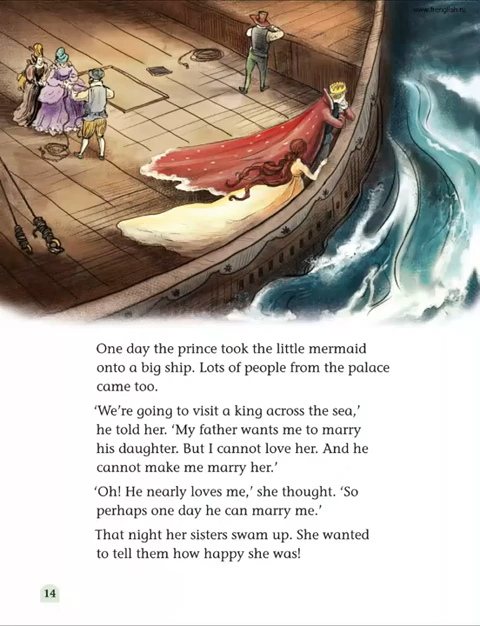 www.frenglish.ru
One day the prince took the little mermaid
onto a big ship. Lots of people from the palace
came too.
‘We’re going to visit a king across the sea,’
he told her. ‘My father wants me to marry
his daughter. But I cannot love her. And he
cannot make me marry her.’
‘Oh! He nearly loves me,’ she thought. ‘So
perhaps one day he can marry me.’
That night her sisters swam up. She wanted
to tell them how happy she was!
14